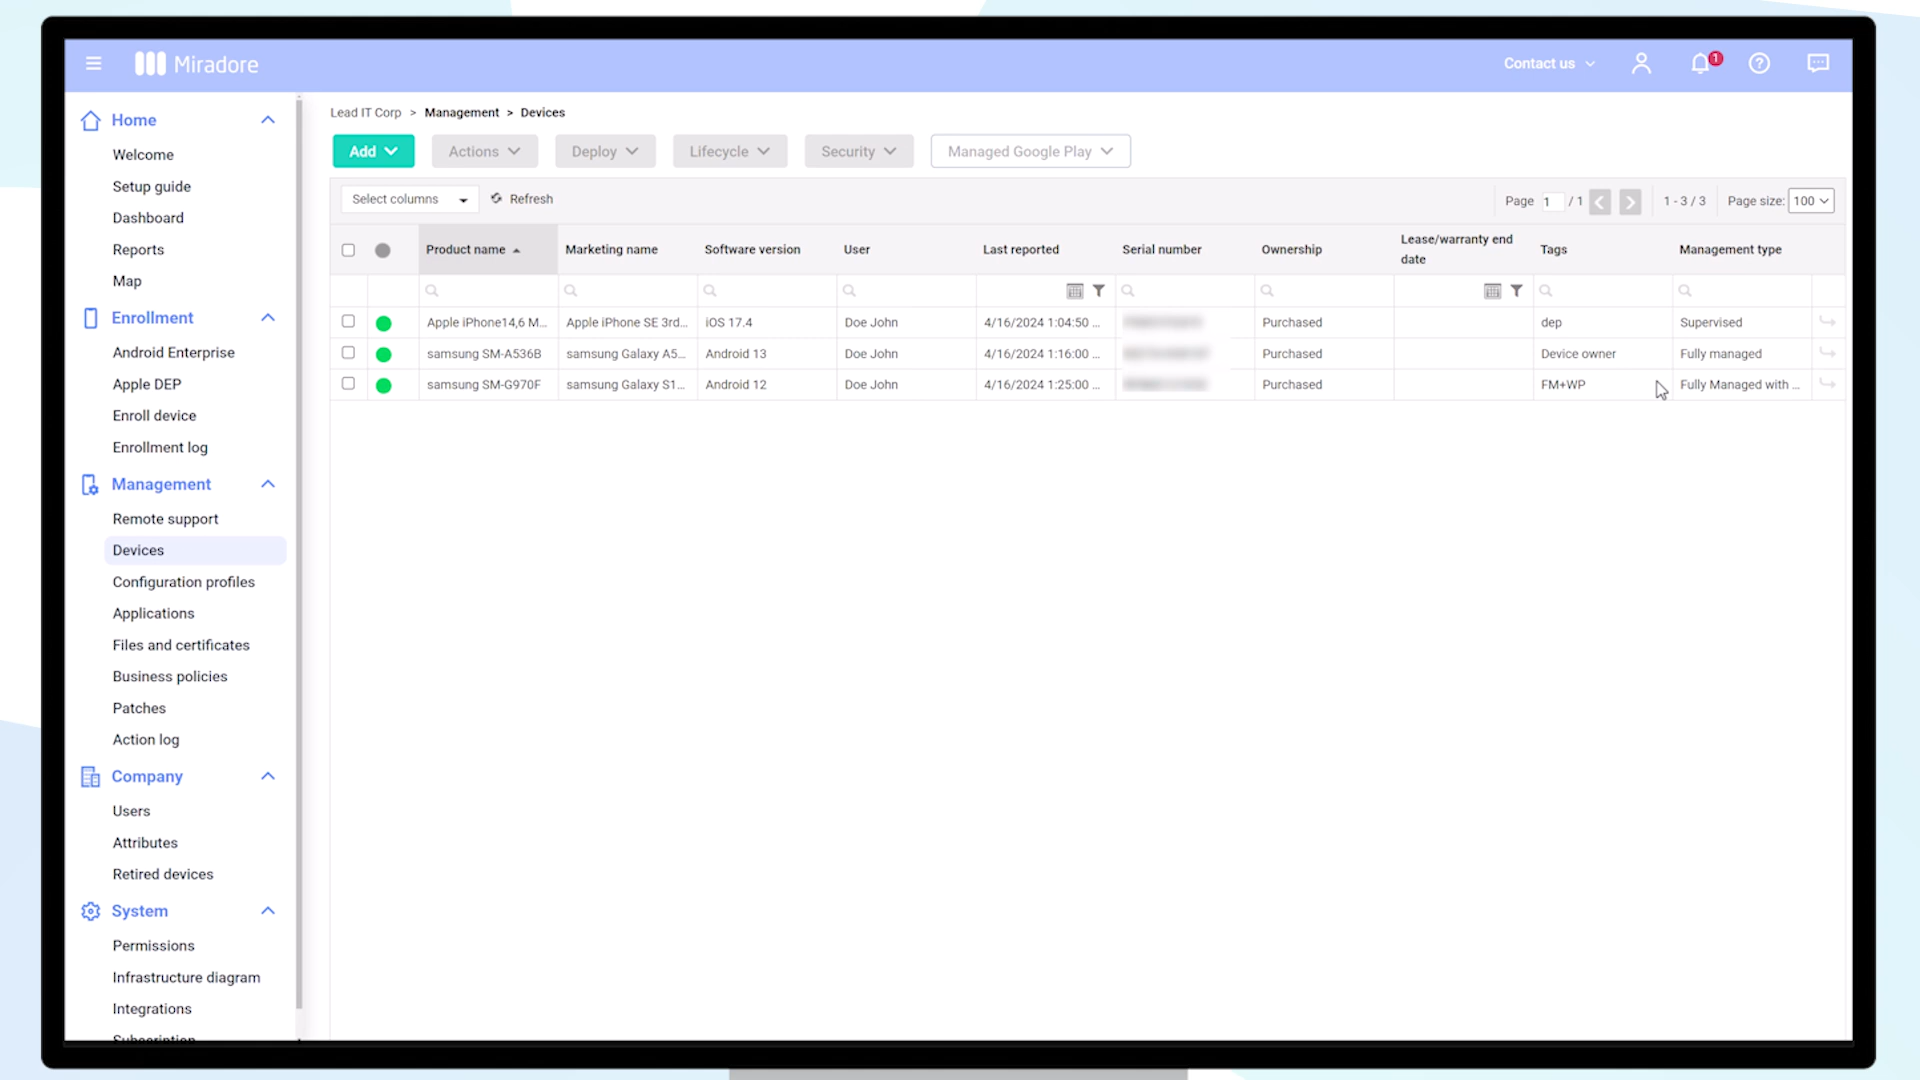 Miradore
Contact us
1
Home
Welcome
Setup guide
Dashboard
Reports
Map
Enrollment
Android Enterprise
Apple DEP
Enroll device
Enrollment log
Management
Remote support
Devices
Configuration profiles
Applications
Files and certificates
Business policies
Patches
Action log
Company
Users
Attributes
Retired devices
System
Permissions
Infrastructure diagram
Integrations
Subscription
Lead IT Corp > Management > Devices
Add Actions Deploy Lifecycle Security Managed Google Play
Select columns Refresh Page 1 / 1 1 - 3 / 3 Page size: 100
Product name Marketing name Software version User Last reported Serial number Ownership Lease/warranty end date Tags Management type
Apple iPhone14,6 M... Apple iPhone SE 3rd... iOS 17.4 Doe John 4/16/2024 1:04:50 ... Purchased dep Supervised
samsung SM-A536B samsung Galaxy A5... Android 13 Doe John 4/16/2024 1:16:00 ... Purchased Device owner Fully managed
samsung SM-G970F samsung Galaxy S1... Android 12 Doe John 4/16/2024 1:25:00 ... Purchased FM+WP Fully Managed with ...